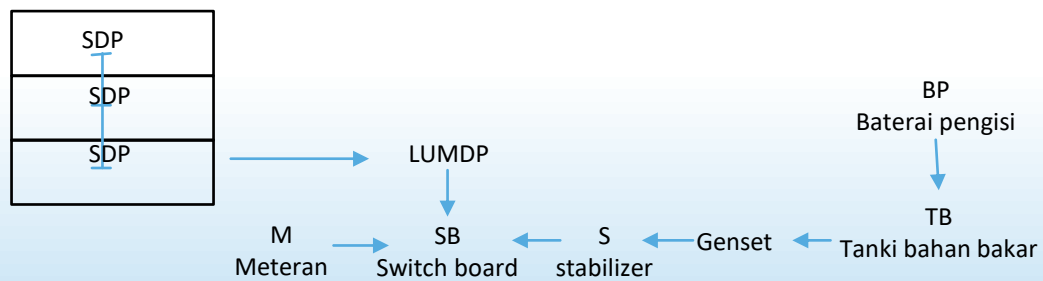 SDP
SDP
SDP
LUMDP
BP
Baterai pengisi
M
Meteran
SB
Switch board
S
stabilizer
Genset
TB
Tanki bahan bakar